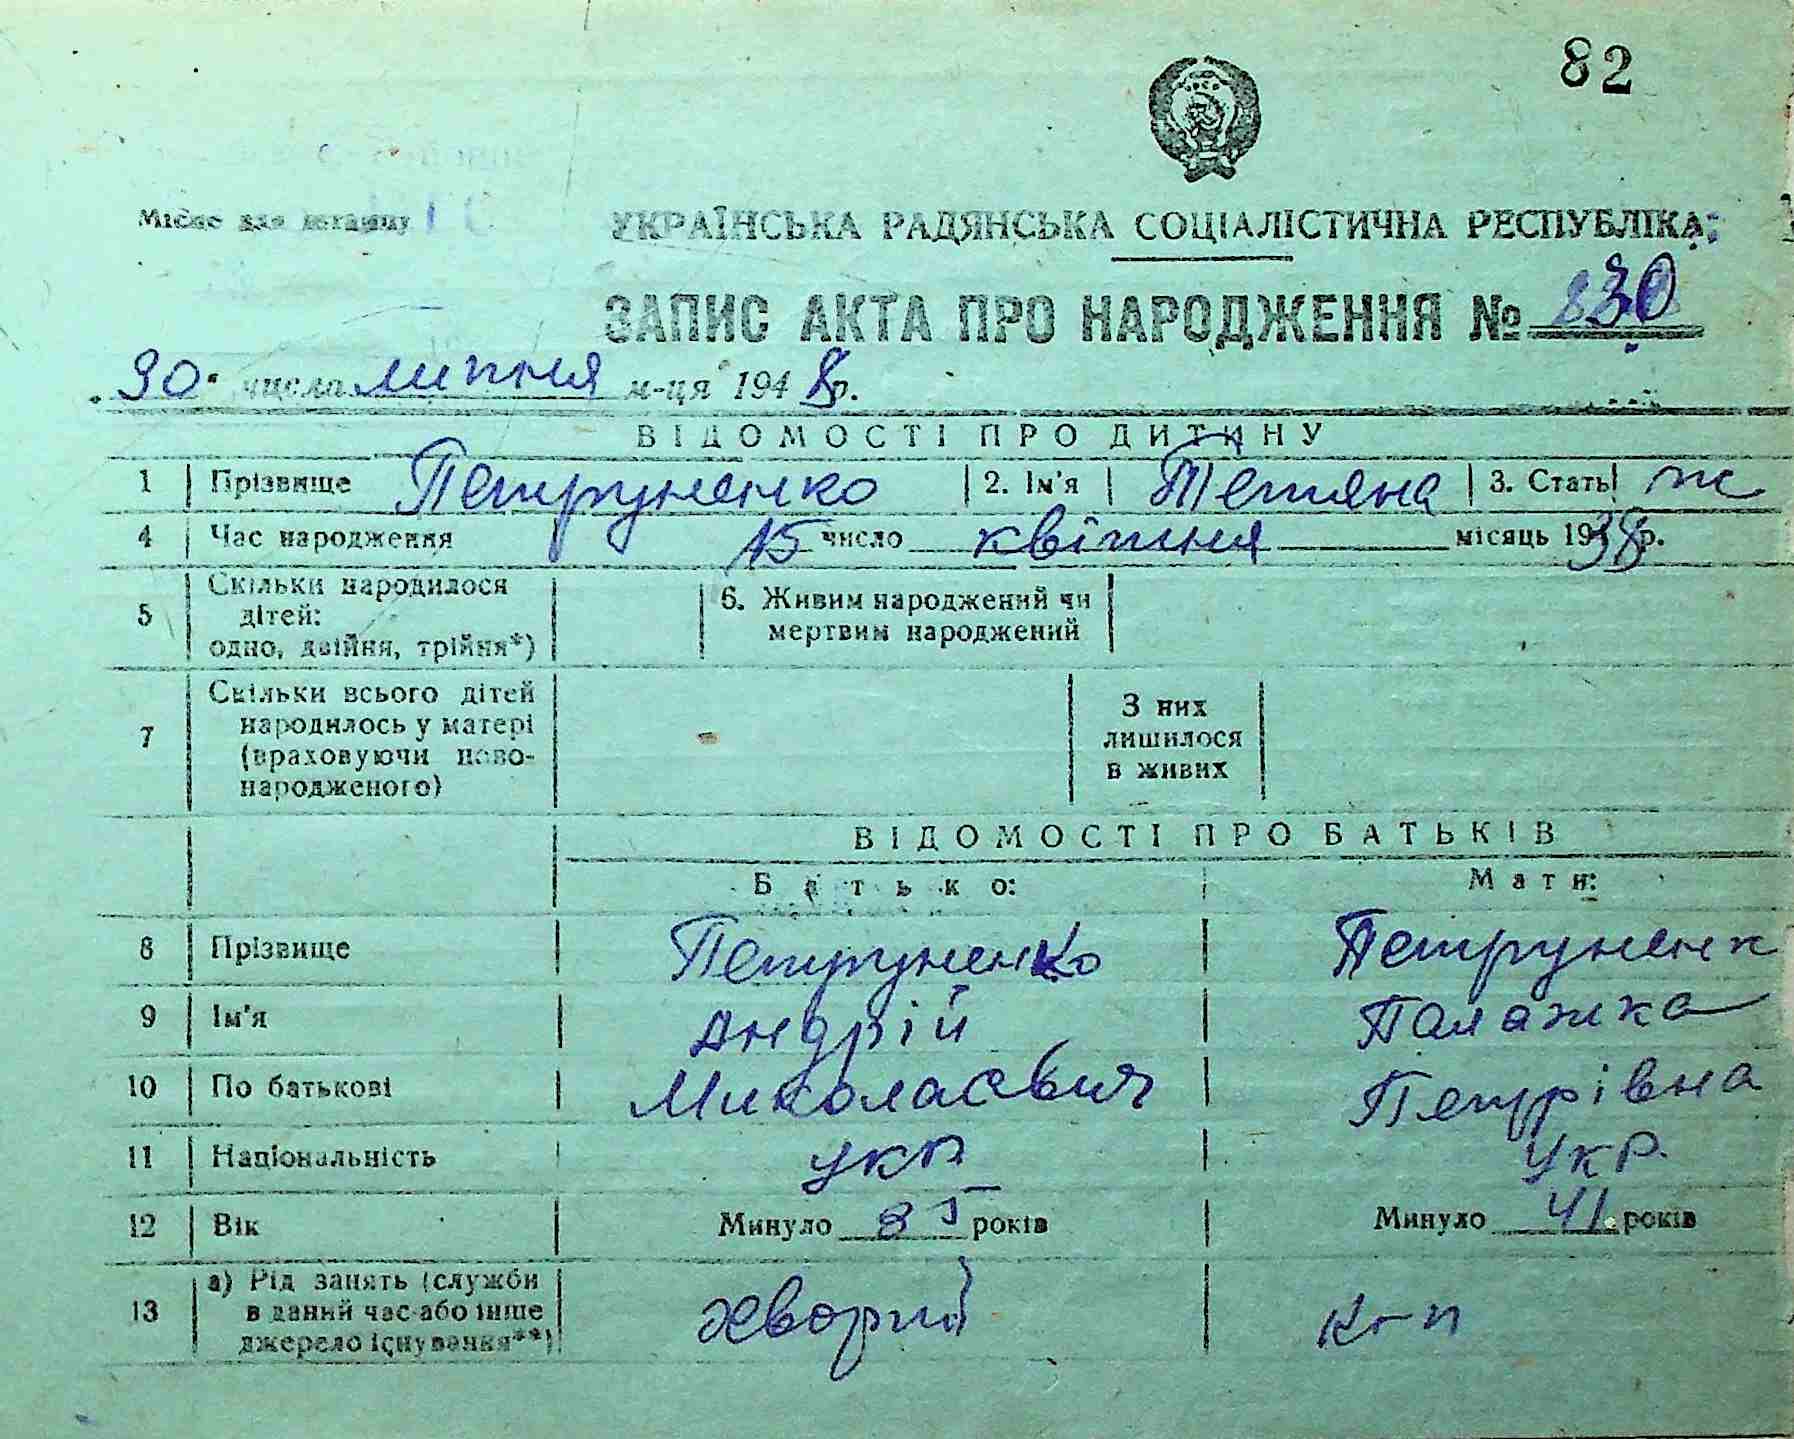 82
Місце для штампу
УКРАЇНСЬКА РАДЯНСЬКА СОЦІАЛІСТИЧНА РЕСПУБЛІКА
ЗАПИС АКТА ПРО НАРОДЖЕННЯ № 830
30 числа липня м-ця 1948 р.
ВІДОМОСТІ ПРО ДИТИНУ
1 Прізвище Петруненко 2. Ім'я Тетяна 3. Стать ж
4 Час народження 15 число квітня місяць 1938 р.
5 Скільки народилося дітей: одно, двійня, трійня*) 6. Живим народжений чи мертвим народжений
7 Скільки всього дітей народилось у матері (враховуючи ново-народженого) З них лишилося в живих
ВІДОМОСТІ ПРО БАТЬКІВ
Батько: Мати:
8 Прізвище Петруненко Петруненк
9 Ім'я Андрій Палажка
10 По батькові Миколаєвич Петрівна
11 Національність укр укр.
12 Вік Минуло років Минуло 41 років
13 а) Рід занять (служби в даний час або інше джерело існування**) хворий к-п